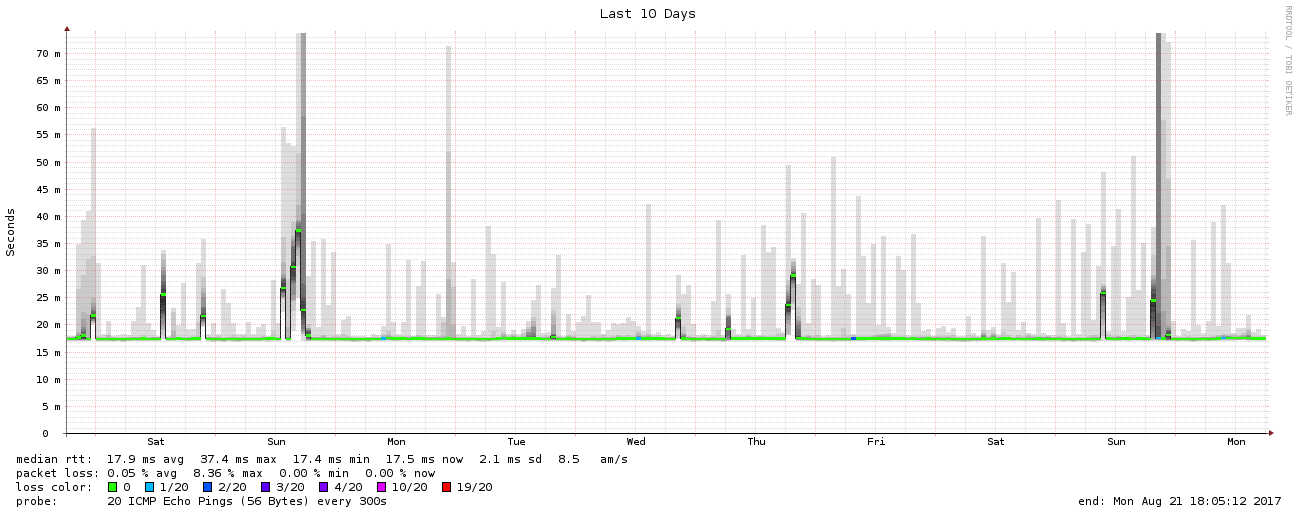 Last 10 Days
RRDTOOL / TOBI OETIKER
Seconds
70 m
65 m
60 m
55 m
50 m
45 m
40 m
35 m
30 m
25 m
20 m
15 m
10 m
5 m
0
Sat Sun Mon Tue Wed Thu Fri Sat Sun Mon
median rtt: 17.9 ms avg 37.4 ms max 17.4 ms min 17.5 ms now 2.1 ms sd 8.5 am/s
packet loss: 0.05 % avg 8.36 % max 0.00 % min 0.00 % now
loss color: 0 1/20 2/20 3/20 4/20 10/20 19/20
probe: 20 ICMP Echo Pings (56 Bytes) every 300s end: Mon Aug 21 18:05:12 2017